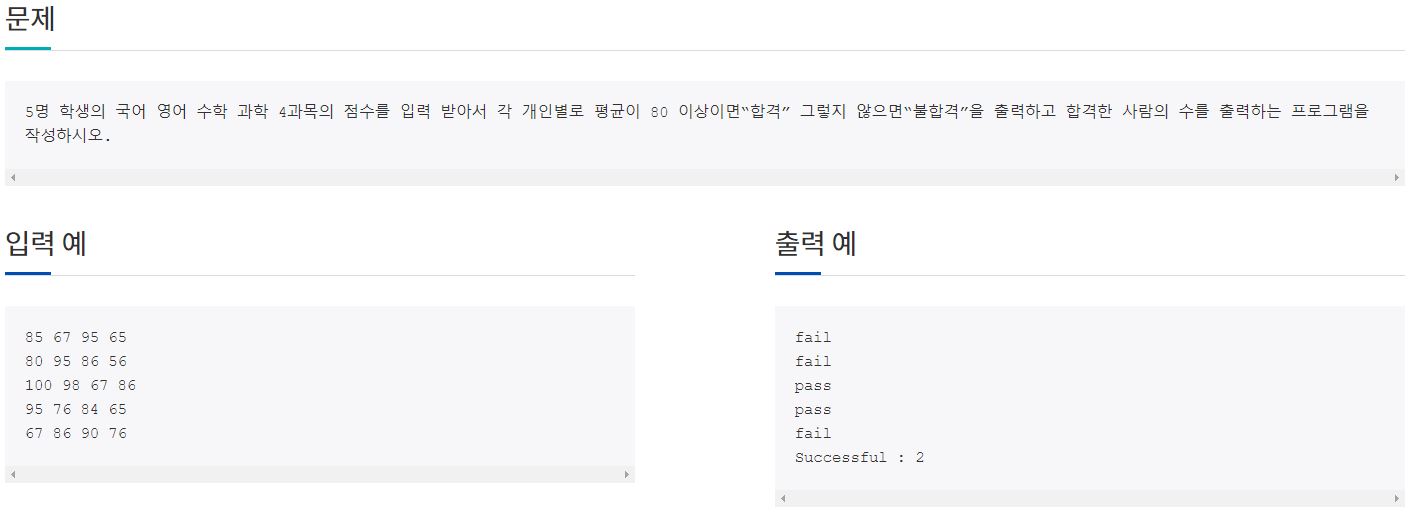 문제
5명 학생의 국어 영어 수학 과학 4과목의 점수를 입력 받아서 각 개인별로 평균이 80 이상이면“합격” 그렇지 않으면“불합격”을 출력하고 합격한 사람의 수를 출력하는 프로그램을
작성하시오.
입력 예
85 67 95 65
80 95 86 56
100 98 67 86
95 76 84 65
67 86 90 76
출력 예
fail
fail
pass
pass
fail
Successful : 2